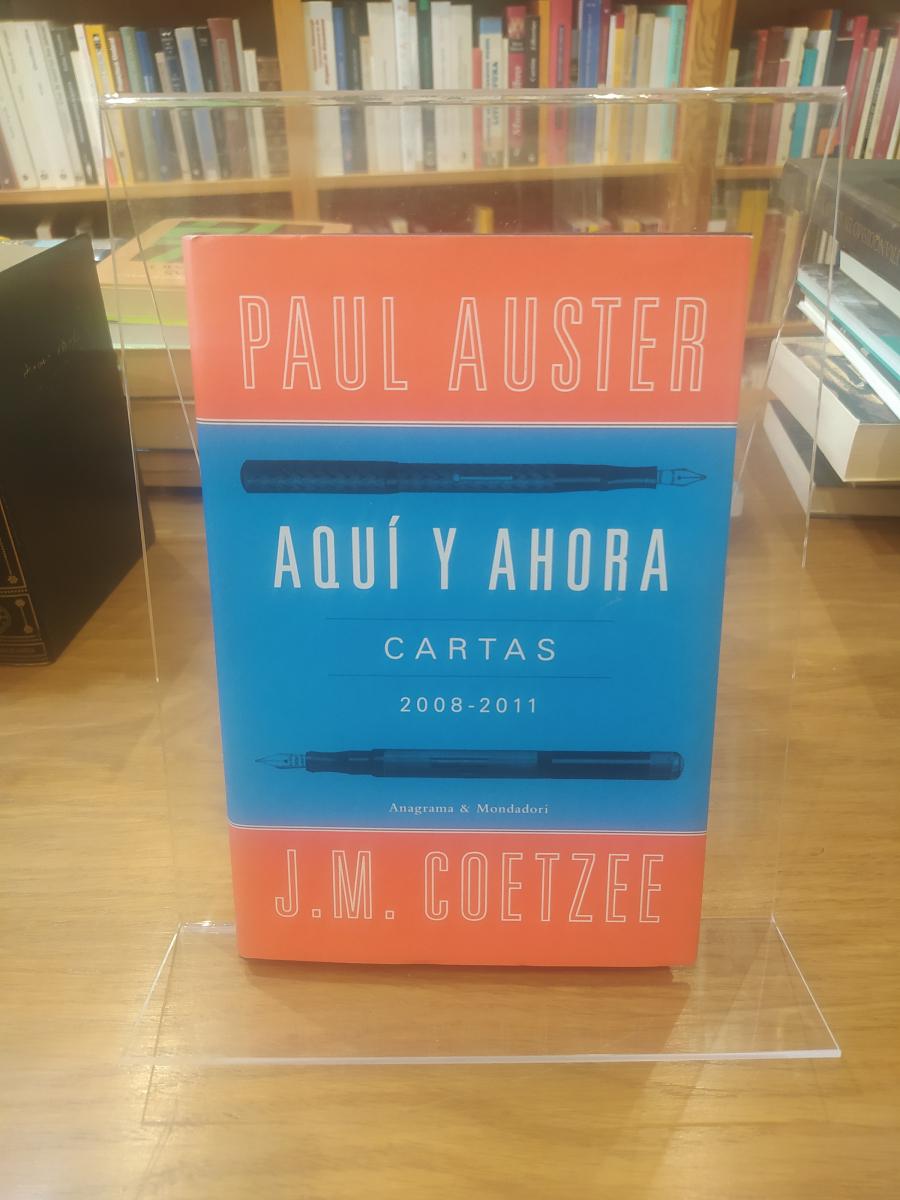 PAUL AUSTER
AQUÍ Y AHORA
CARTAS
2008-2011
Anagrama & Mondadori
J.M. COETZEE